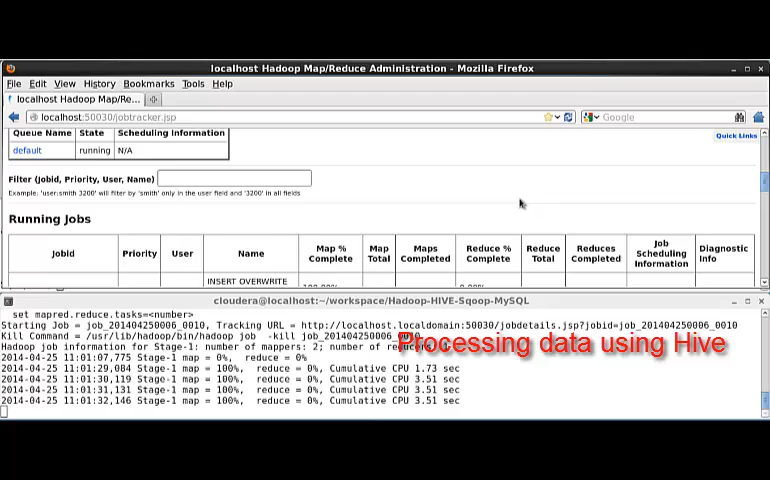 localhost Hadoop Map/Reduce Administration - Mozilla Firefox
File Edit View History Bookmarks Tools Help
localhost Hadoop Map/Re...
localhost:50030/jobtracker.jsp
Google
Queue Name State Scheduling Information
Quick Links
default running N/A
Filter (Jobid, Priority, User, Name)
Example: 'user:smith 3200' will filter by 'smith' only in the user field and '3200' in all fields
Running Jobs
Jobid Priority User Name Map % Complete Map Total Maps Completed Reduce % Complete Reduce Total Reduces Completed Job Scheduling Information Diagnostic Info
INSERT OVERWRITE
cloudera@localhost:~/workspace/Hadoop-HIVE-Sqoop-MySQL
set mapred.reduce.tasks=<number>
Starting Job = job_201404250006_0010, Tracking URL = http://localhost.localdomain:50030/jobdetails.jsp?jobid=job_201404250006_0010
Kill Command = /usr/lib/hadoop/bin/hadoop job -kill job_201404250006_0010
Hadoop job information for Stage-1: number of mappers: 2; number of reducers
Processing data using Hive
2014-04-25 11:01:07,775 Stage-1 map = 0%, reduce = 0%
2014-04-25 11:01:29,084 Stage-1 map = 100%, reduce = 0%, Cumulative CPU 1.73 sec
2014-04-25 11:01:30,119 Stage-1 map = 100%, reduce = 0%, Cumulative CPU 3.51 sec
2014-04-25 11:01:31,131 Stage-1 map = 100%, reduce = 0%, Cumulative CPU 3.51 sec
2014-04-25 11:01:32,146 Stage-1 map = 100%, reduce = 0%, Cumulative CPU 3.51 sec